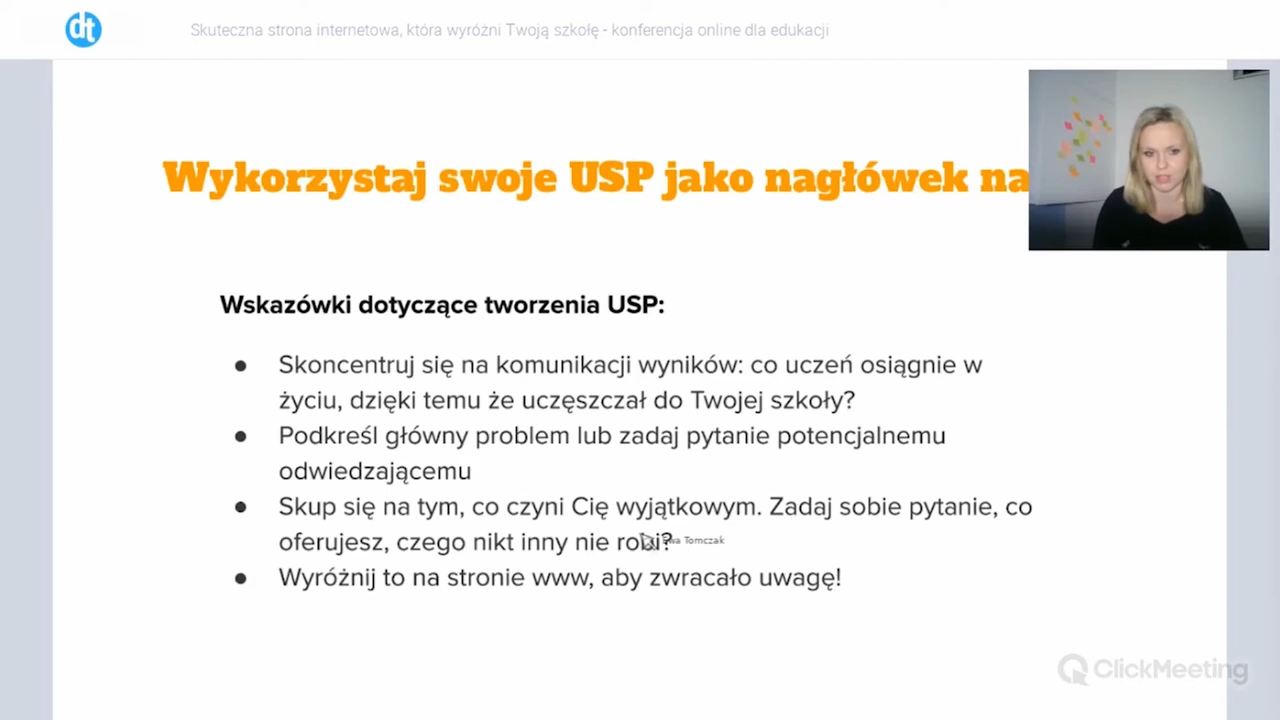 dt
Skuteczna strona internetowa, która wyróżni Twoją szkołę - konferencja online dla edukacji
Wykorzystaj swoje USP jako nagłówek na
Wskazówki dotyczące tworzenia USP:
● Skoncentruj się na komunikacji wyników: co uczeń osiągnie w
życiu, dzięki temu że uczęszczał do Twojej szkoły?
● Podkreśl główny problem lub zadaj pytanie potencjalnemu
odwiedzającemu
● Skup się na tym, co czyni Cię wyjątkowym. Zadaj sobie pytanie, co
oferujesz, czego nikt inny nie robi?
Ewa Tomczak
● Wyróżnij to na stronie www, aby zwracało uwagę!
ClickMeeting